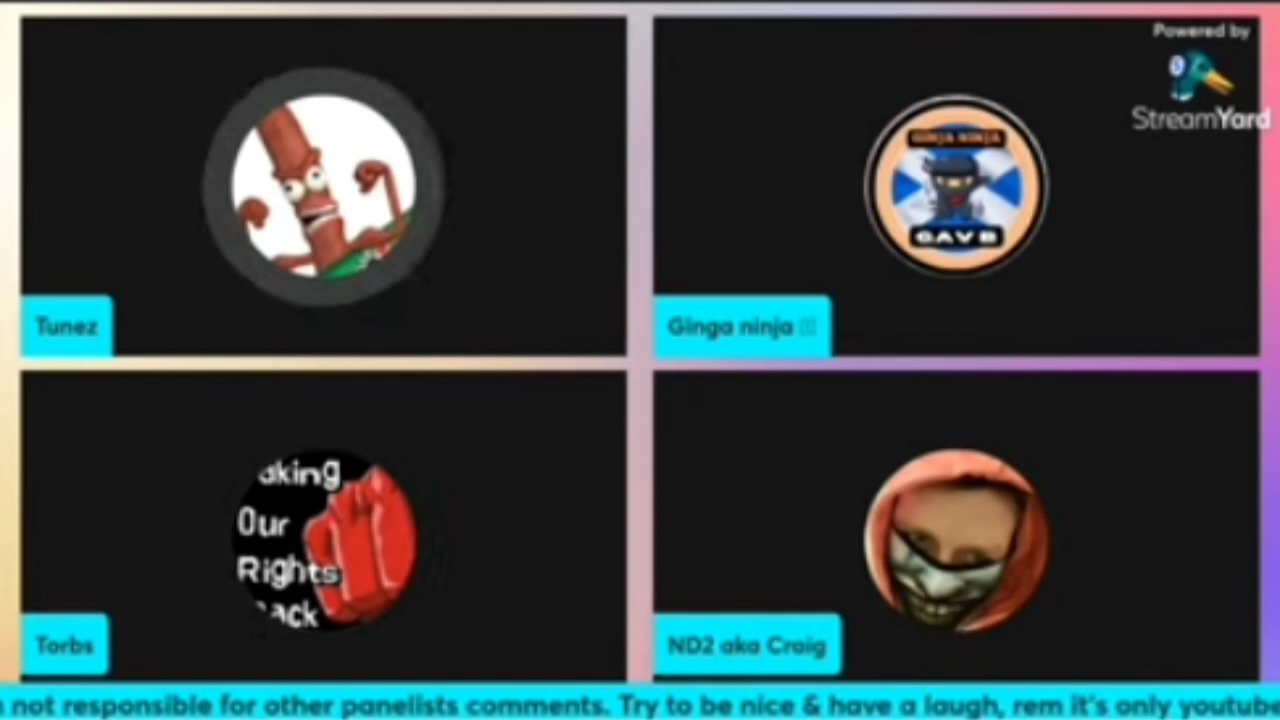 Powered by
StreamYard
GINJA NINJA
GAV B
Tunez
Ginga ninja
aking
Our
Rights
ack
Torbs
ND2 aka Craig
not responsible for other panelists comments. Try to be nice & have a laugh, rem it's only youtube